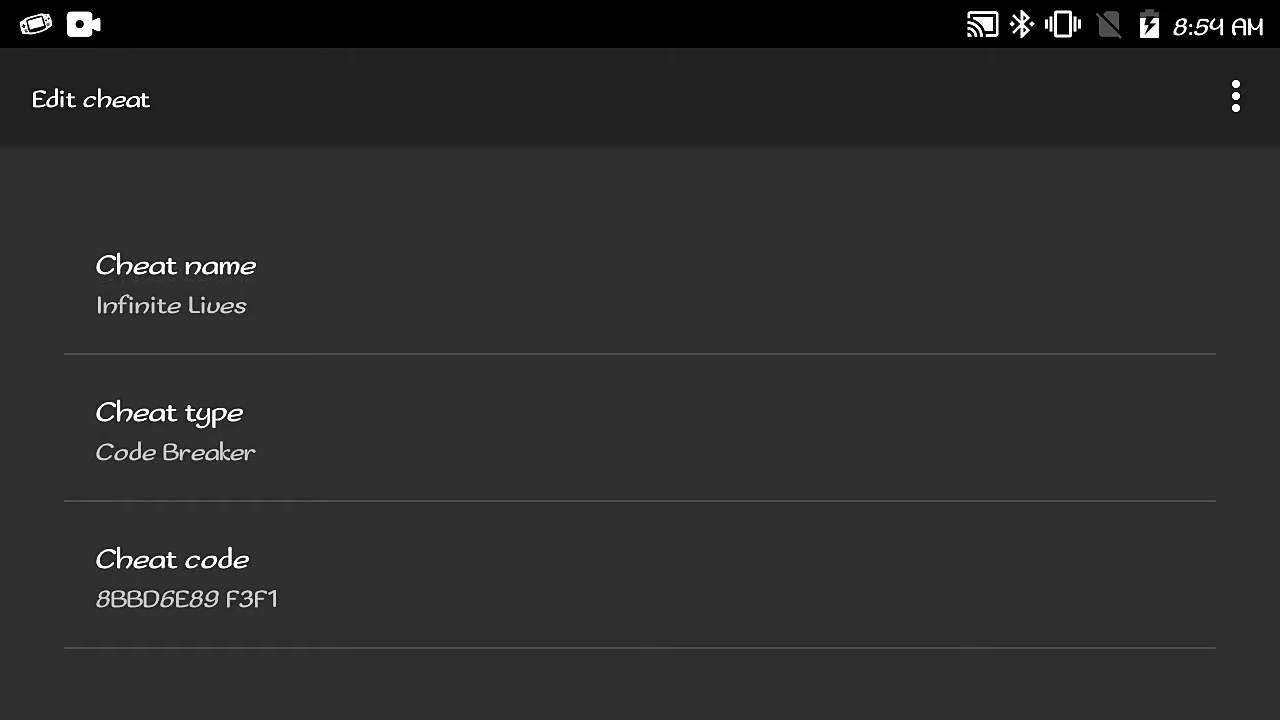 8:54 AM
Edit cheat
Cheat name
Infinite Lives
Cheat type
Code Breaker
Cheat code
8BBD6E89 F3F1